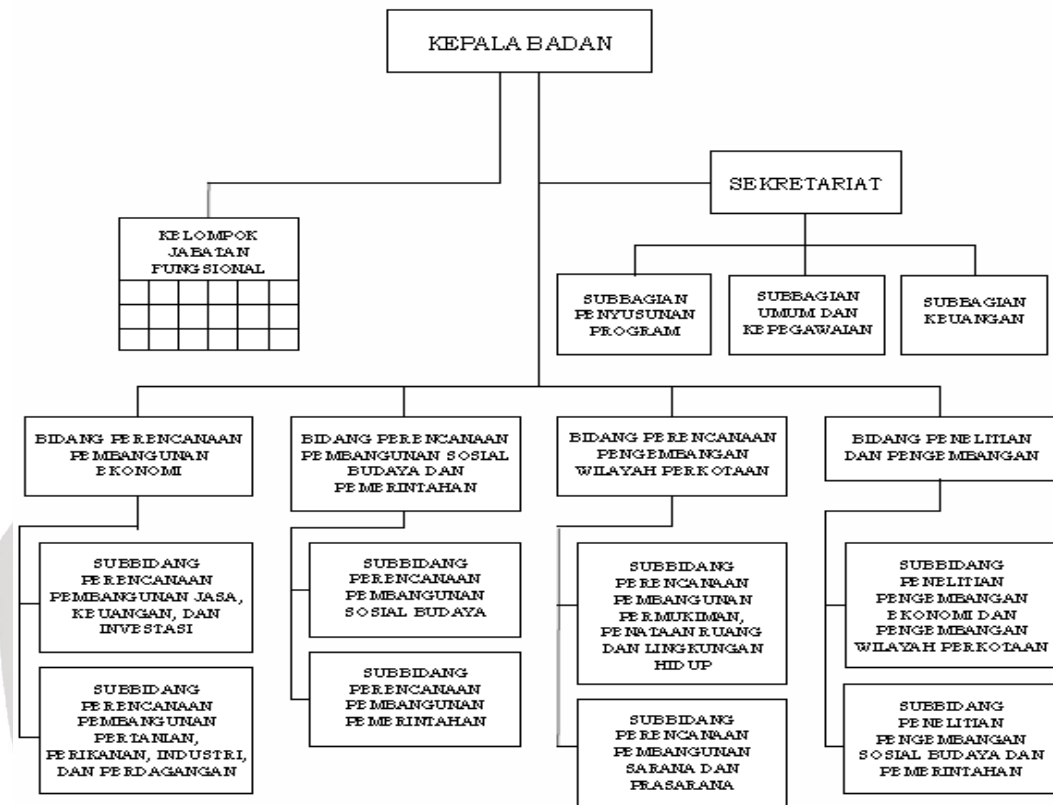 KEPALA BADAN
SEKRETARIAT
KELOMPOK
JABATAN
FUNGSIONAL
SUBBAGIAN
PENYUSUNAN
PROGRAM
SUBBAGIAN
UMUM DAN
KEPEGAWAIAN
SUBBAGIAN
KEUANGAN
BIDANG PERENCANAAN
PEMBANGUNAN
EKONOMI
BIDANG PERENCANAAN
PEMBANGUNAN SOSIAL
BUDAYA DAN
PEMERINTAHAN
BIDANG PERENCANAAN
PENGEMBANGAN
WILAYAH PERKOTAAN
BIDANG PENELITIAN
DAN PENGEMBANGAN
SUBBIDANG
PERENCANAAN
PEMBANGUNAN JASA,
KEUANGAN, DAN
INVESTASI
SUBBIDANG
PERENCANAAN
PEMBANGUNAN
SOSIAL BUDAYA
SUBBIDANG
PERENCANAAN
PEMBANGUNAN
PERMUKIMAN,
PENATAAN RUANG
DAN LINGKUNGAN
HIDUP
SUBBIDANG
PENELITIAN
PENGEMBANGAN
EKONOMI DAN
PENGEMBANGAN
WILAYAH PERKOTAAN
SUBBIDANG
PERENCANAAN
PEMBANGUNAN
PERTANIAN,
PERIKANAN, INDUSTRI,
DAN PERDAGANGAN
SUBBIDANG
PERENCANAAN
PEMBANGUNAN
PEMERINTAHAN
SUBBIDANG
PERENCANAAN
PEMBANGUNAN
SARANA DAN
PRASARANA
SUBBIDANG
PENELITIAN
PENGEMBANGAN
SOSIAL BUDAYA DAN
PEMERINTAHAN